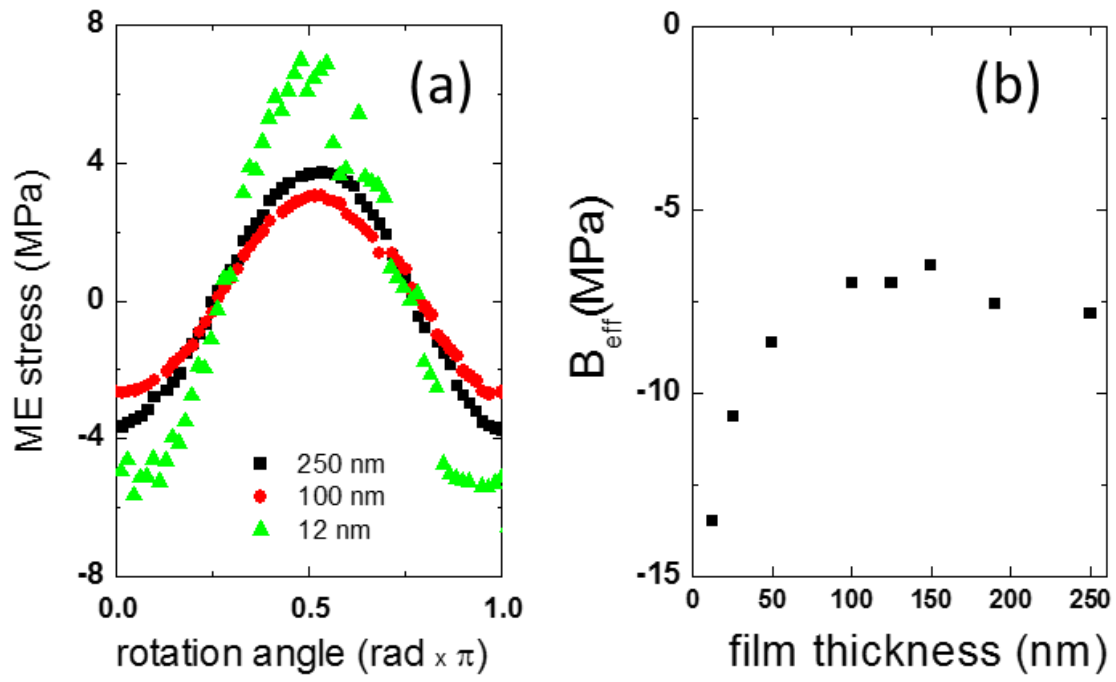 (a)
8
4
0
-4
-8
ME stress (MPa)
250 nm
100 nm
12 nm
0.0 0.5 1.0
rotation angle (rad x π)
(b)
0
-5
-10
-15
Beff(MPa)
0 50 100 150 200 250
film thickness (nm)